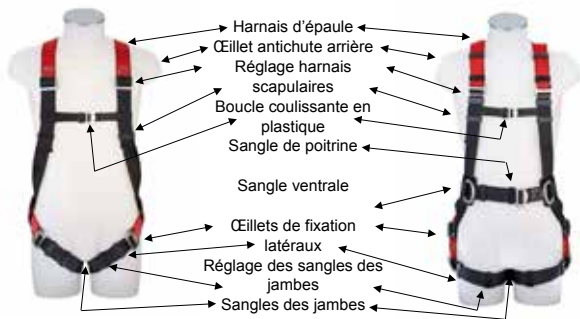 Harnais d'épaule
Œillet antichute arrière
Réglage harnais
scapulaires
Boucle coulissante en
plastique
Sangle de poitrine
Sangle ventrale
Œillets de fixation
latéraux
Réglage des sangles des
jambes
Sangles des jambes